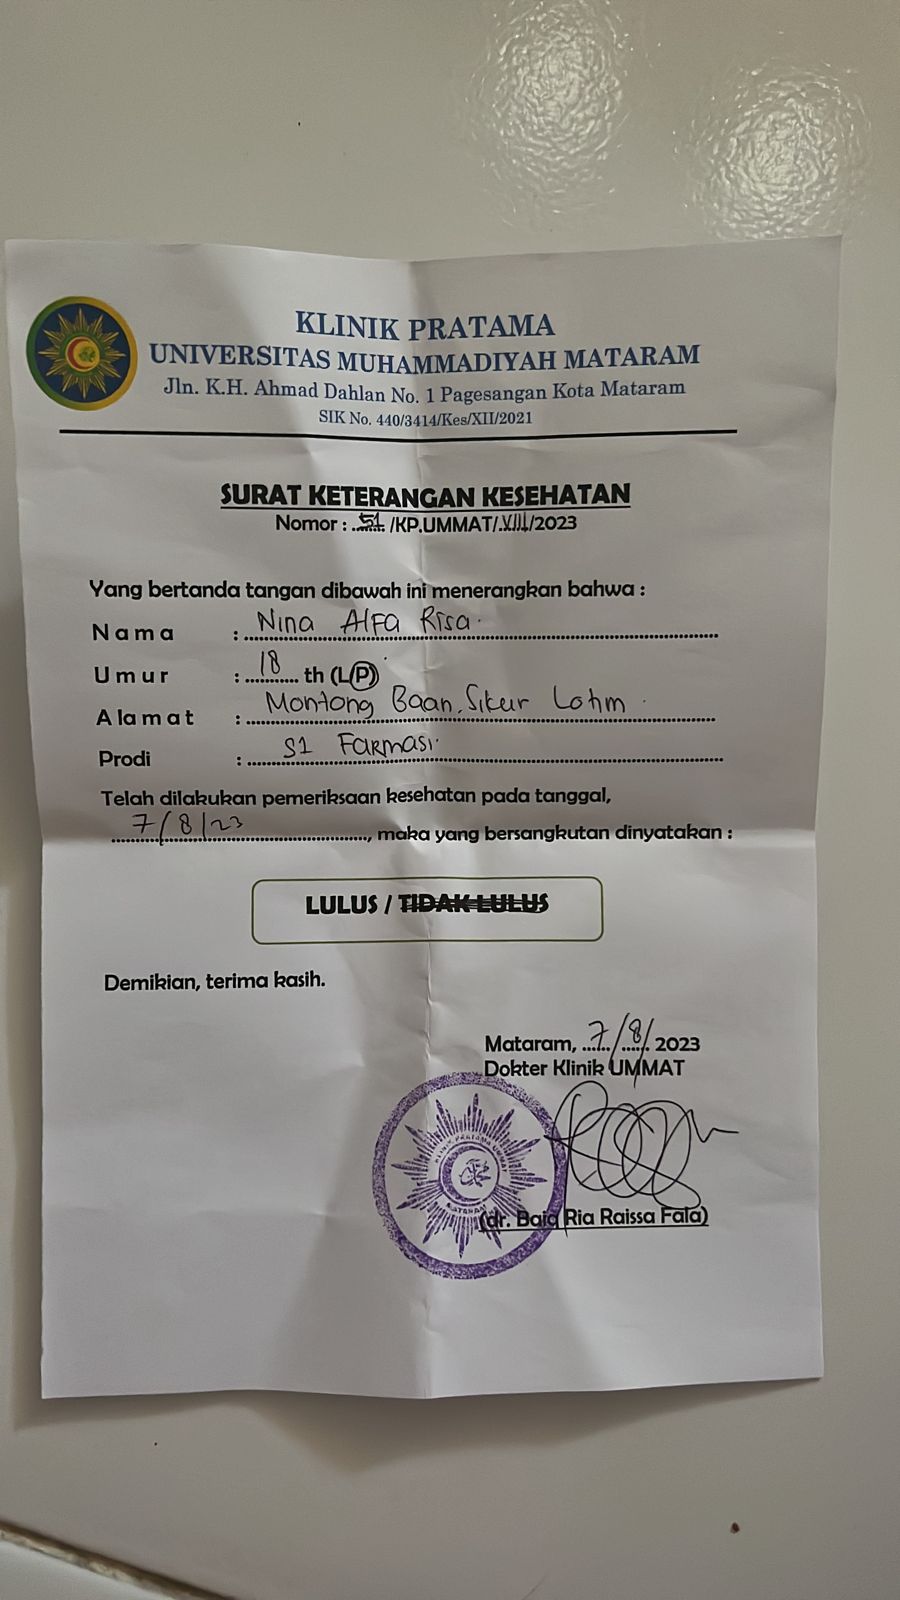 KLINIK PRATAMA
UNIVERSITAS MUHAMMADIYAH MATARAM
Jln. K.H. Ahmad Dahlan No. 1 Pagesangan Kota Mataram
SIK No. 440/3414/Kes/XII/2021
SURAT KETERANGAN KESEHATAN
Nomor : 51 /KP.UMMAT/VIII/2023
Yang bertanda tangan dibawah ini menerangkan bahwa :
Nama : Nina Alfa Risa.
Umur : 18 th (L/P)
Alamat : Montong Baan, Sikur Lotim
Prodi : S1 Farmasi
Telah dilakukan pemeriksaan kesehatan pada tanggal,
7/8/23, maka yang bersangkutan dinyatakan :
LULUS / TIDAK LULUS
Demikian, terima kasih.
Mataram, 7/8/2023
Dokter Klinik UMMAT
KLINIK PRATAMA UMMAT
MATARAM
(dr. Baiq Ria Raissa Fala)